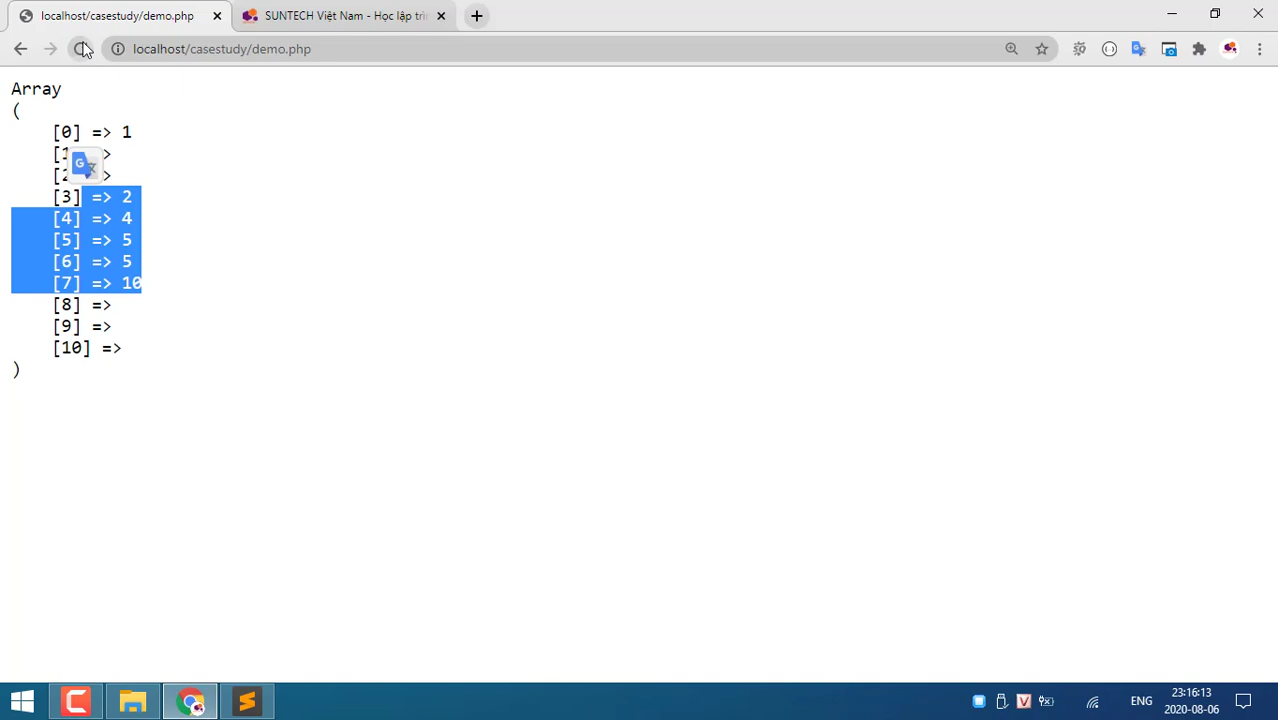 localhost/casestudy/demo.php
SUNTECH Việt Nam - Học lập trì
localhost/casestudy/demo.php
Array
(
[0] => 1
>
>
[3] => 2
[4] => 4
[5] => 5
[6] => 5
[7] => 10
[8] =>
[9] =>
[10] =>
)
ENG
23:16:13
2020-08-06